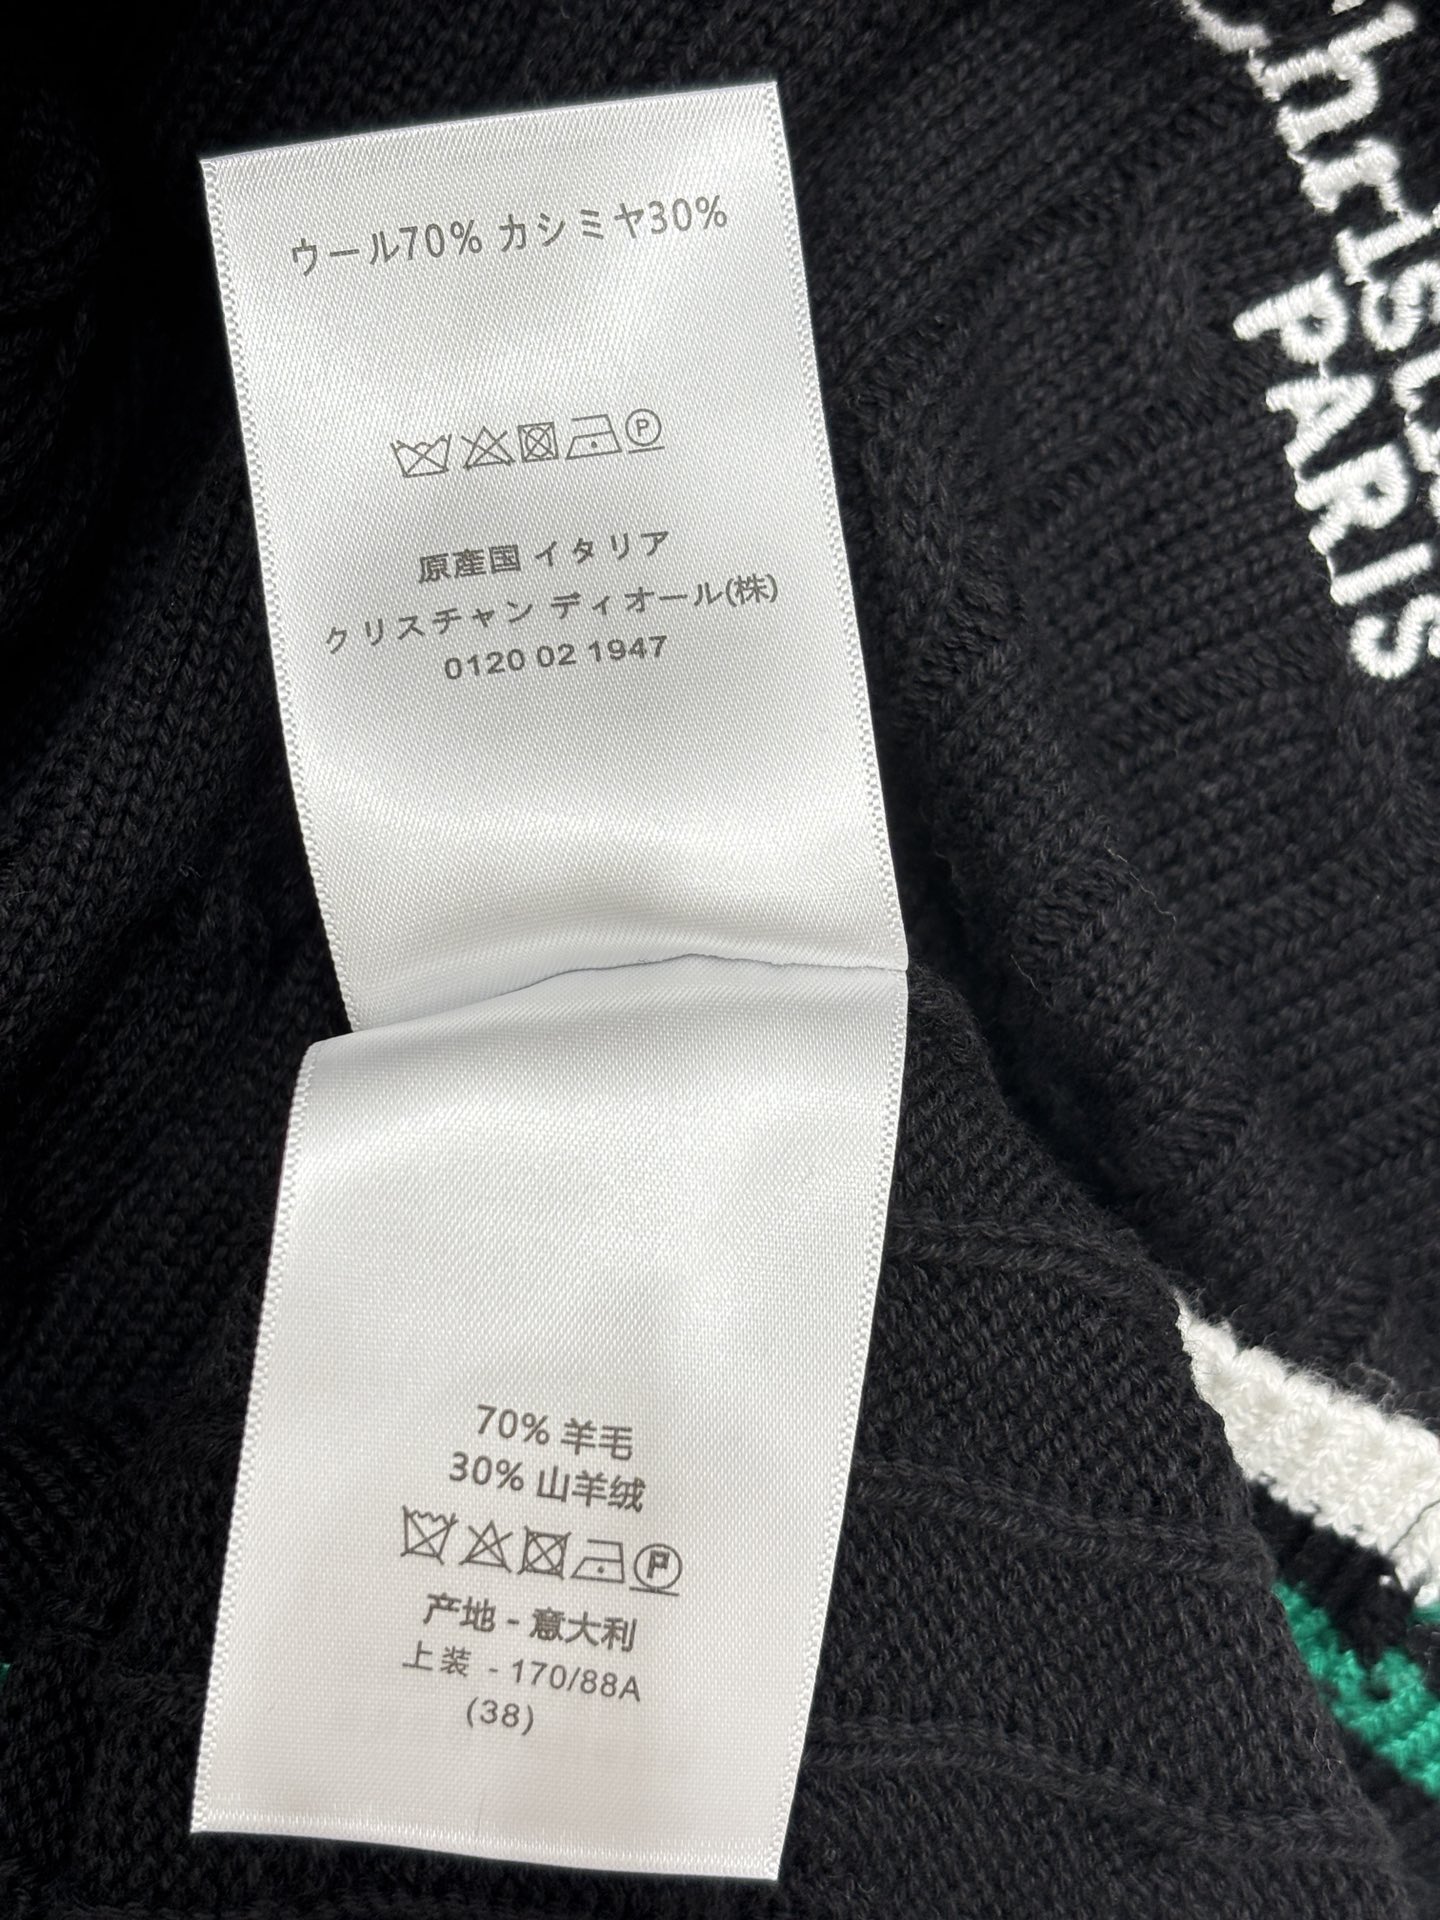 ウール70% カシミヤ30%
P
原産国 イタリア
クリスチャン ディオール(株)
0120 02 1947
70% 羊毛
30% 山羊绒
P
产地 - 意大利
上装 - 170/88A
(38)
PARIS